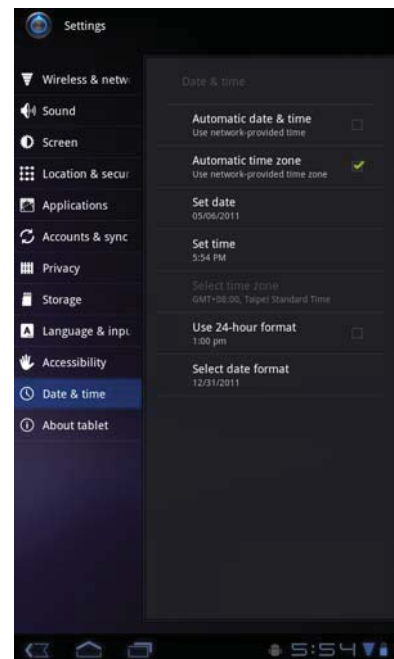 Settings
Wireless & netw
Sound
Screen
Location & secur
Applications
Accounts & sync
Privacy
Storage
A Language & inpu
Accessibility
Date & time
About tablet
Date & time
Automatic date & time
Use network-provided time
Automatic time zone
Use network-provided time zone
Set date
05/06/2011
Set time
5:54 PM
Select time zone
GMT+08:00, Taipei Standard Time
Use 24-hour format
1:00 pm
Select date format
12/31/2011
5:54